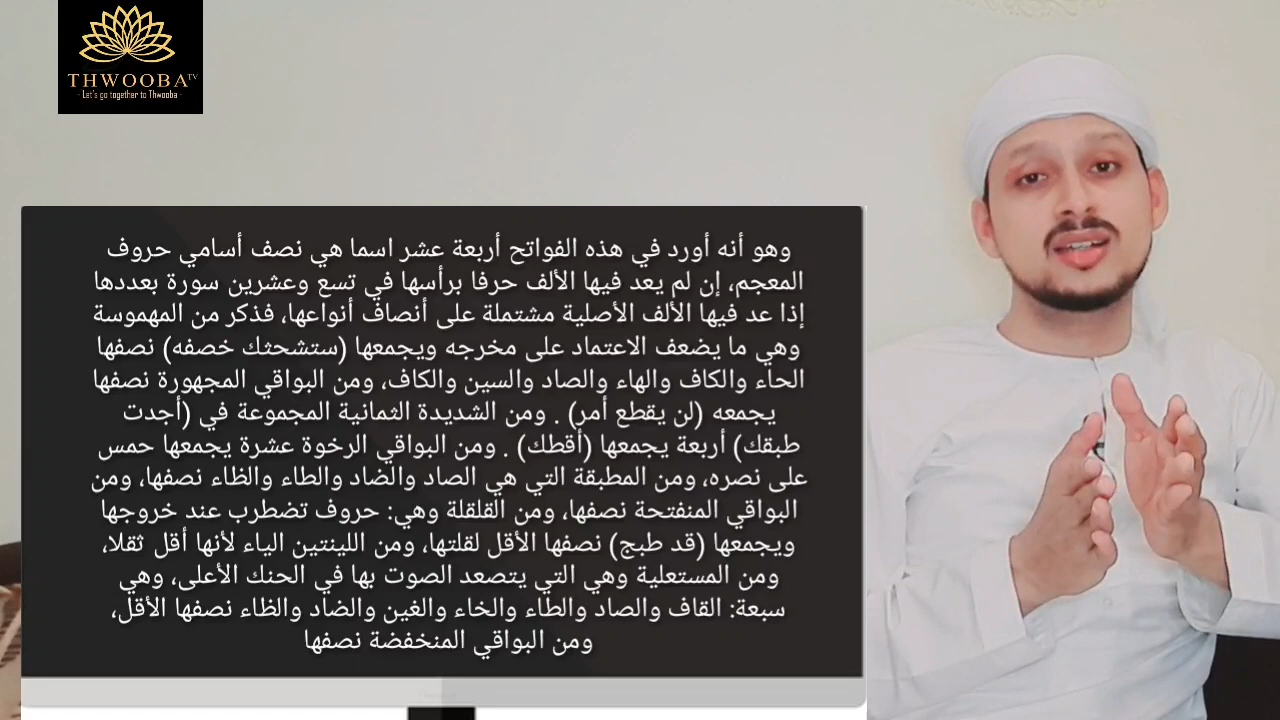 THWOOBA TV
- Let's go together to Thwooba -
وهو أنه أورد في هذه الفواتح أربعة عشر اسما هي نصف أسامي حروف
المعجم، إن لم يعد فيها الألف حرفا برأسها في تسع وعشرين سورة بعددها
إذا عد فيها الألف الأصلية مشتملة على أنصاف أنواعها، فذكر من المهموسة
وهي ما يضعف الاعتماد على مخرجه ويجمعها (ستشحثك خصفه) نصفها
الحاء والكاف والهاء والصاد والسين والكاف، ومن البواقي المجهورة نصفها
يجمعه (لن يقطع أمر) . ومن الشديدة الثمانية المجموعة في (أجدت
طبقك) أربعة يجمعها (أقطك) . ومن البواقي الرخوة عشرة يجمعها حمس
على نصره، ومن المطبقة التي هي الصاد والضاد والطاء والظاء نصفها، ومن
البواقي المنفتحة نصفها، ومن القلقلة وهي: حروف تضطرب عند خروجها
ويجمعها (قد طبج) نصفها الأقل لقلتها، ومن اللينتين الياء لأنها أقل ثقلا،
ومن المستعلية وهي التي يتصعد الصوت بها في الحنك الأعلى، وهي
سبعة: القاف والصاد والطاء والخاء والغين والضاد والظاء نصفها الأقل،
ومن البواقي المنخفضة نصفها